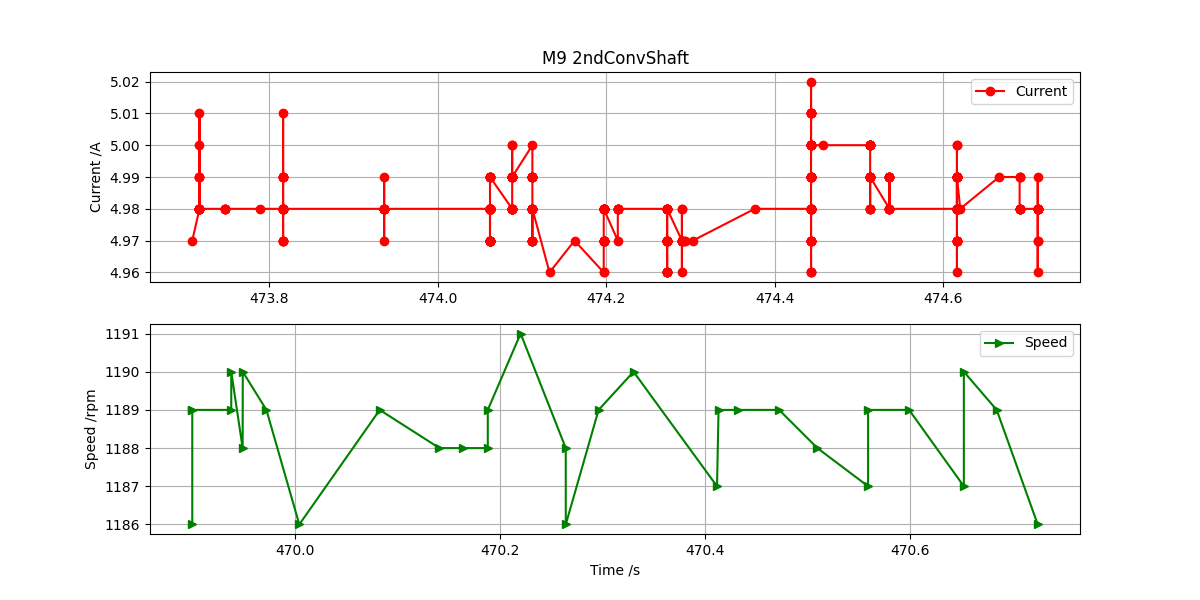 M9 2ndConvShaft
Current /A
5.02
5.01
5.00
4.99
4.98
4.97
4.96
Current
473.8 474.0 474.2 474.4 474.6
Speed /rpm
1191
1190
1189
1188
1187
1186
Speed
470.0 470.2 470.4 470.6
Time /s